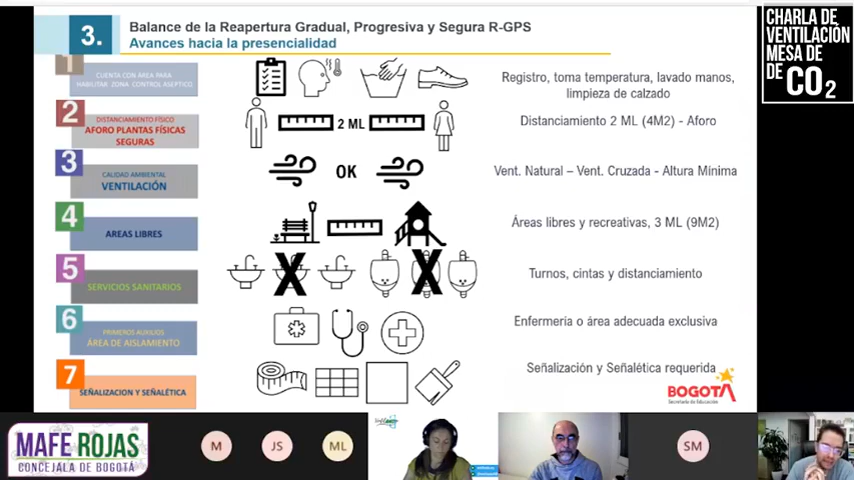 3.
Balance de la Reapertura Gradual, Progresiva y Segura R-GPS
Avances hacia la presencialidad
CHARLA DE
VENTILACIÓN
MESA DE
DE CO2
1
CUENTA CON AREA PARA
HABILITAR ZONA CONTROL ASEPTICO
Registro, toma temperatura, lavado manos,
limpieza de calzado
2
DISTANCIAMIENTO FÍSICO
AFORO PLANTAS FÍSICAS
SEGURAS
2 ML
Distanciamiento 2 ML (4M2) - Aforo
3
CALIDAD AMBIENTAL
VENTILACIÓN
OK
Vent. Natural – Vent. Cruzada - Altura Mínima
4
AREAS LIBRES
Áreas libres y recreativas, 3 ML (9M2)
5
SERVICIOS SANITARIOS
X X
Turnos, cintas y distanciamiento
6
PRIMEROS AUXILIOS
ÁREA DE AISLAMIENTO
Enfermería o área adecuada exclusiva
7
SEÑALIZACION Y SEÑALÉTICA
Señalización y Señalética requerida
BOGOTÁ
Secretaría de Educación
MAFE ROJAS
CONCEJALA DE BOGOTÁ
M
JS
ML
SM